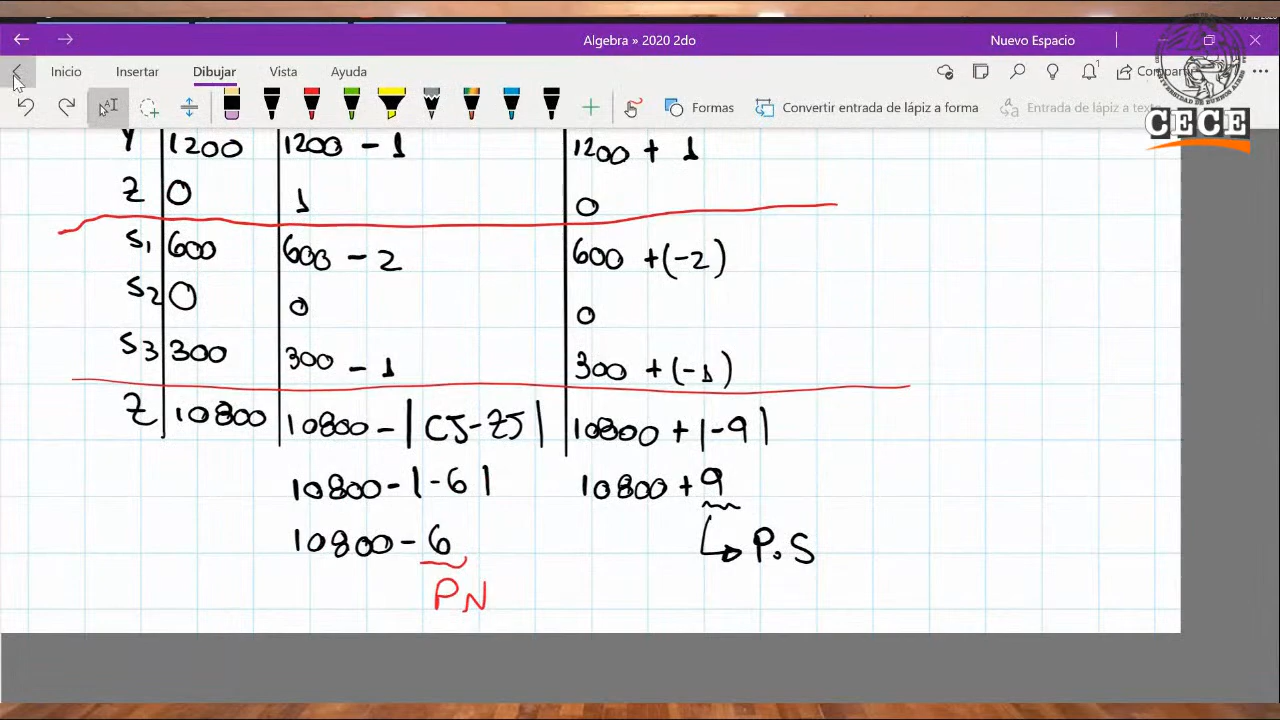 Algebra » 2020 2do
Nuevo Espacio
Inicio Insertar Dibujar Vista Ayuda
Formas Convertir entrada de lápiz a forma Entrada de lápiz a texto
CECE
Y 1200 1200 - 1 1200 + 1
Z 0 1 0
S1 600 600 - 2 600 + (-2)
S2 0 0 0
S3 300 300 - 1 300 + (-1)
Z 10800 10800 - | CJ-ZJ | 10800 + |-9|
10800 - |-6| 10800 + 9
10800 - 6 P.S
PN